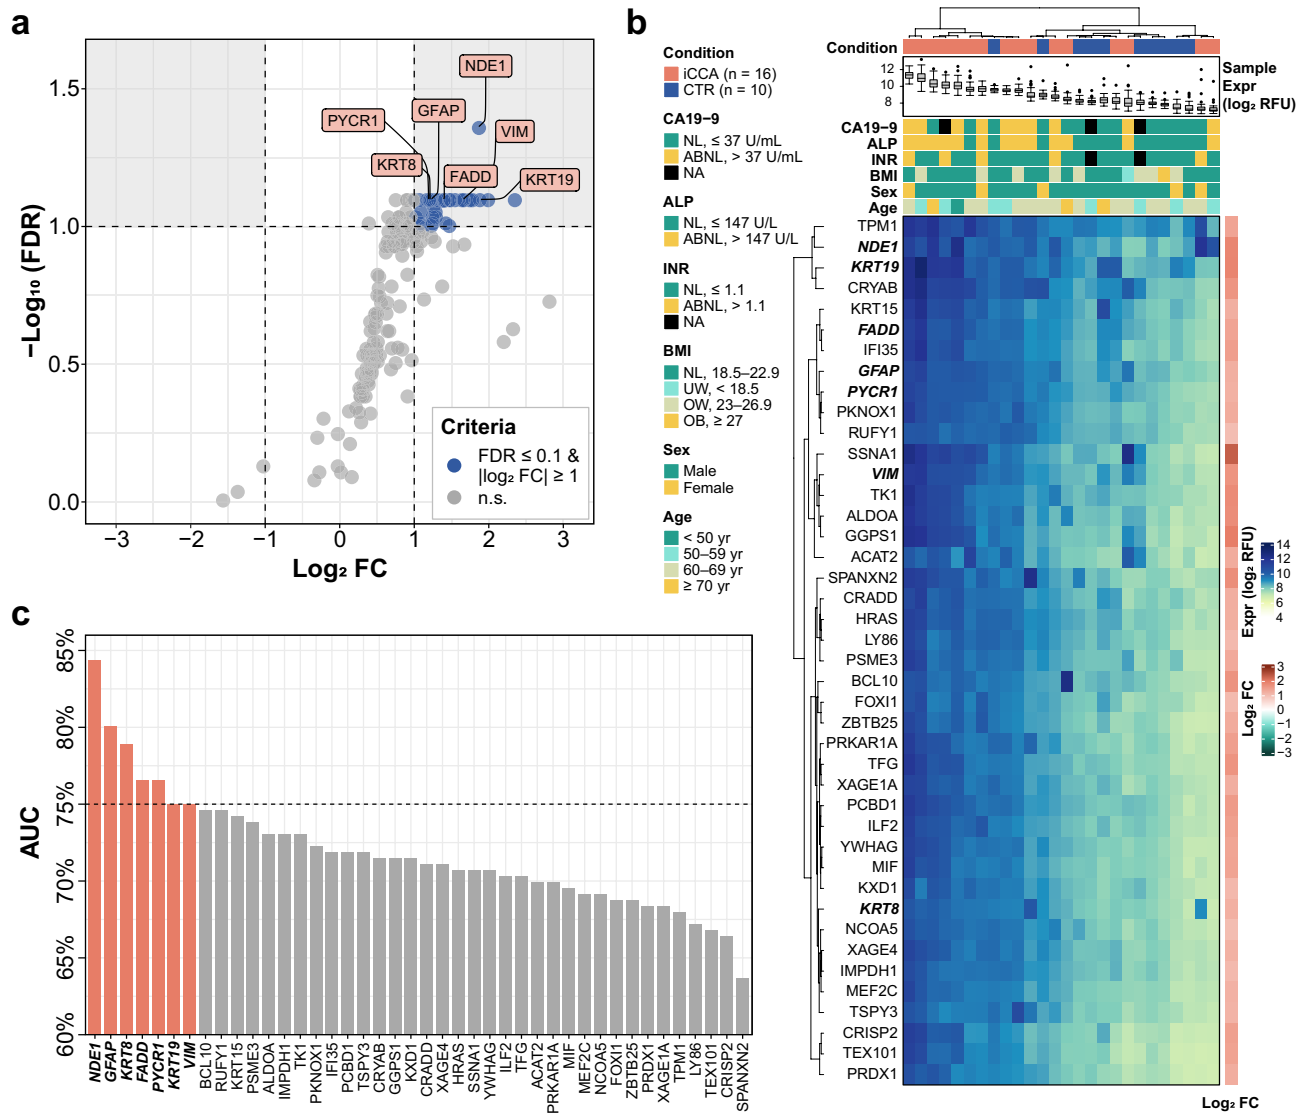 a
−Log₁₀ (FDR)
1.5
1.0
0.5
0.0
NDE1
GFAP
PYCR1
VIM
KRT8
FADD
KRT19
Criteria
FDR ≤ 0.1 &
|log₂ FC| ≥ 1
n.s.
−3
−2
−1
0
1
2
3
Log₂ FC
b
Condition
iCCA (n = 16)
CTR (n = 10)
CA19−9
NL, ≤ 37 U/mL
ABNL, > 37 U/mL
NA
ALP
NL, ≤ 147 U/L
ABNL, > 147 U/L
INR
NL, ≤ 1.1
ABNL, > 1.1
NA
BMI
NL, 18.5–22.9
UW, < 18.5
OW, 23–26.9
OB, ≥ 27
Sex
Male
Female
Age
< 50 yr
50–59 yr
60–69 yr
≥ 70 yr
Condition
12
10
8
Sample
Expr
(log₂ RFU)
CA19−9
ALP
INR
BMI
Sex
Age
TPM1
NDE1
KRT19
CRYAB
KRT15
FADD
IFI35
GFAP
PYCR1
PKNOX1
RUFY1
SSNA1
VIM
TK1
ALDOA
GGPS1
ACAT2
SPANXN2
CRADD
HRAS
LY86
PSME3
BCL10
FOXI1
ZBTB25
PRKAR1A
TFG
XAGE1A
PCBD1
ILF2
YWHAG
MIF
KXD1
KRT8
NCOA5
XAGE4
IMPDH1
MEF2C
TSPY3
CRISP2
TEX101
PRDX1
Log₂ FC
Expr (log₂ RFU)
14
12
10
8
6
4
Log₂ FC
3
2
1
0
−1
−2
−3
c
AUC
85%
80%
75%
70%
65%
60%
NDE1
GFAP
KRT8
FADD
PYCR1
KRT19
VIM
BCL10
RUFY1
KRT15
PSME3
ALDOA
IMPDH1
TK1
PKNOX1
IFI35
PCBD1
TSPY3
CRYAB
GGPS1
KXD1
CRADD
XAGE4
HRAS
SSNA1
YWHAG
ILF2
TFG
ACAT2
PRKAR1A
MIF
MEF2C
NCOA5
FOXI1
ZBTB25
PRDX1
XAGE1A
TPM1
LY86
TEX101
CRISP2
SPANXN2